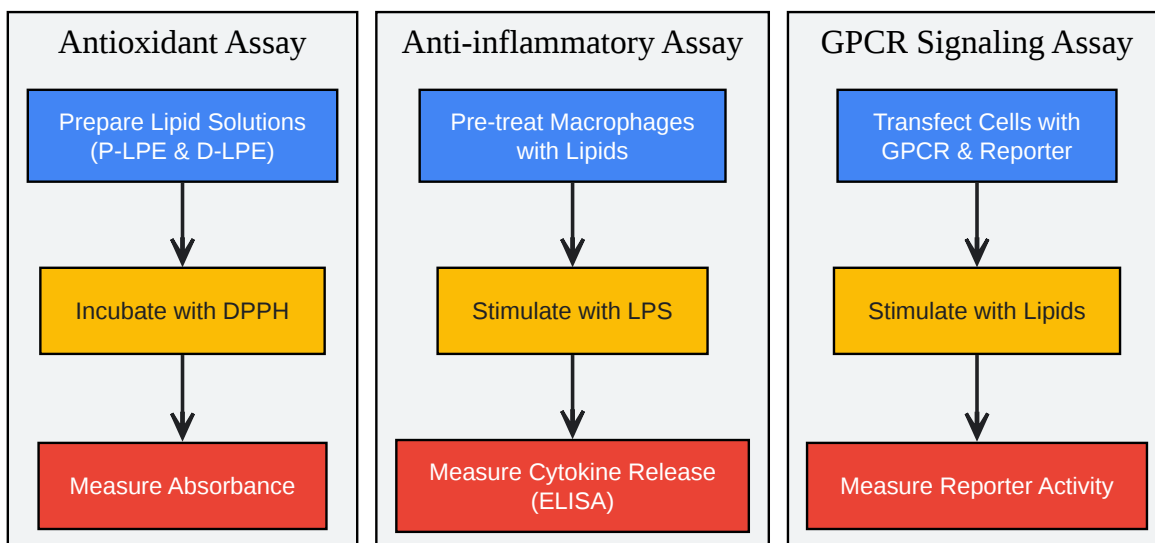 Antioxidant Assay
Prepare Lipid Solutions
(P-LPE & D-LPE)
Incubate with DPPH
Measure Absorbance
Anti-inflammatory Assay
Pre-treat Macrophages
with Lipids
Stimulate with LPS
Measure Cytokine Release
(ELISA)
GPCR Signaling Assay
Transfect Cells with
GPCR & Reporter
Stimulate with Lipids
Measure Reporter Activity